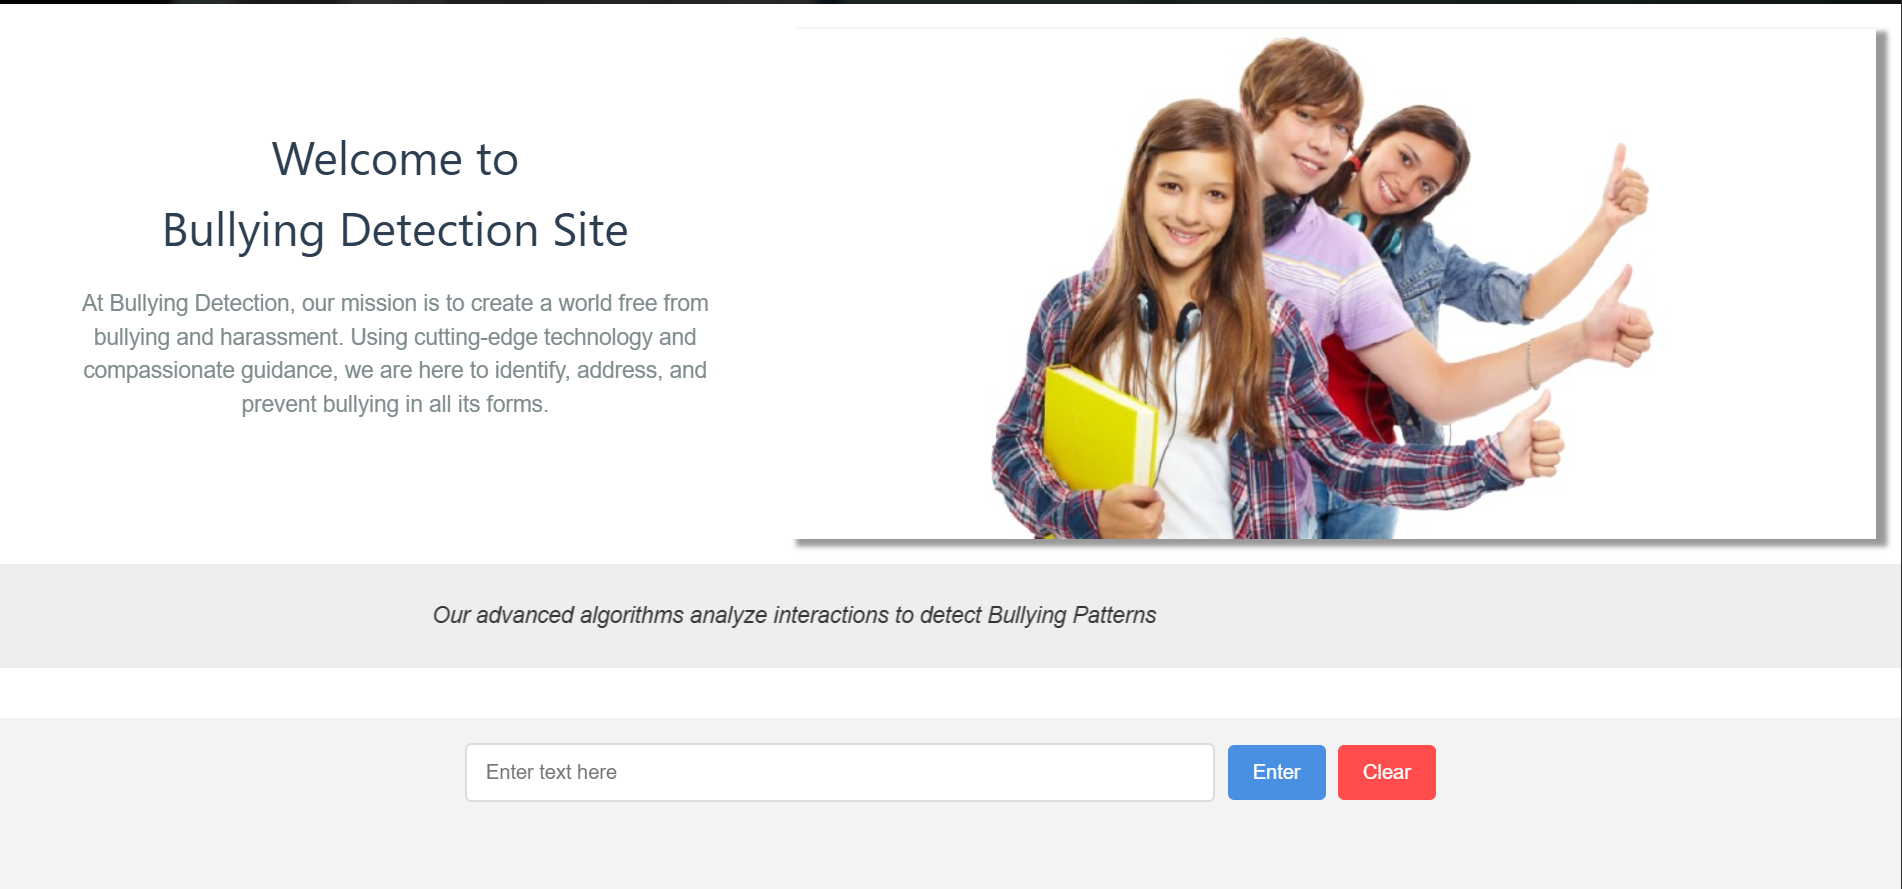 Welcome to
Bullying Detection Site
At Bullying Detection, our mission is to create a world free from
bullying and harassment. Using cutting-edge technology and
compassionate guidance, we are here to identify, address, and
prevent bullying in all its forms.
Our advanced algorithms analyze interactions to detect Bullying Patterns
Enter text here
Enter
Clear